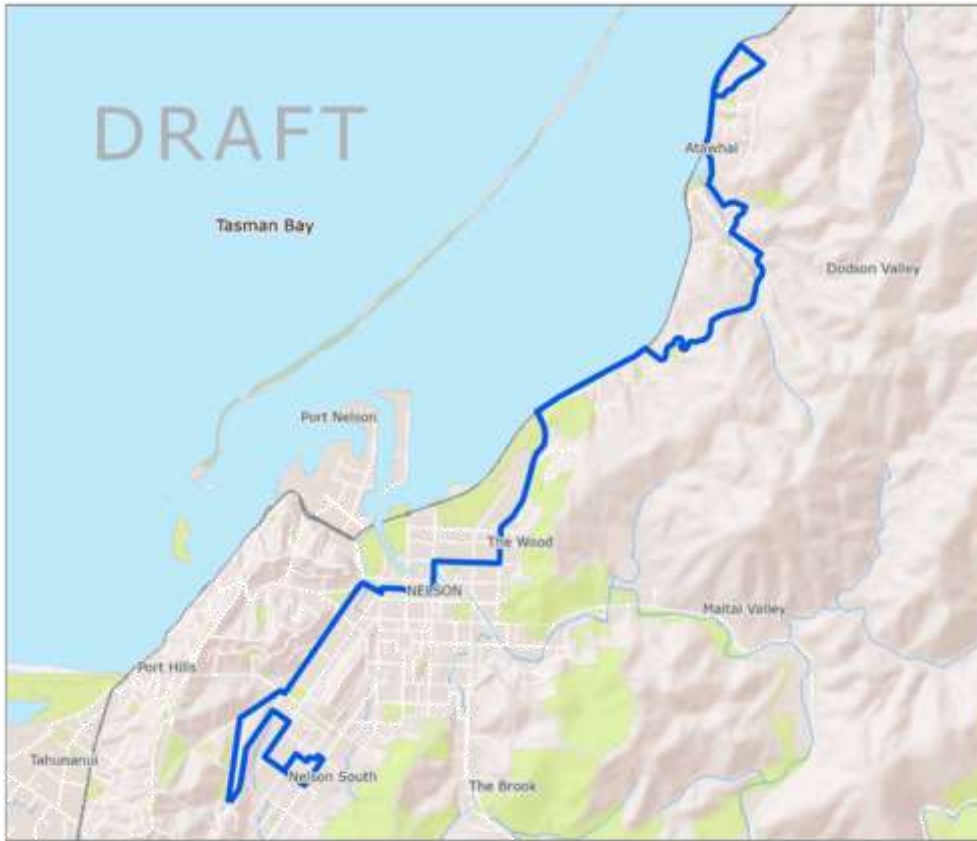 DRAFT
Atawhai
Tasman Bay
Dodson Valley
Port Nelson
The Wood
NELSON
Maitai Valley
Port Hills
Tahunanui
Nelson South
The Brook